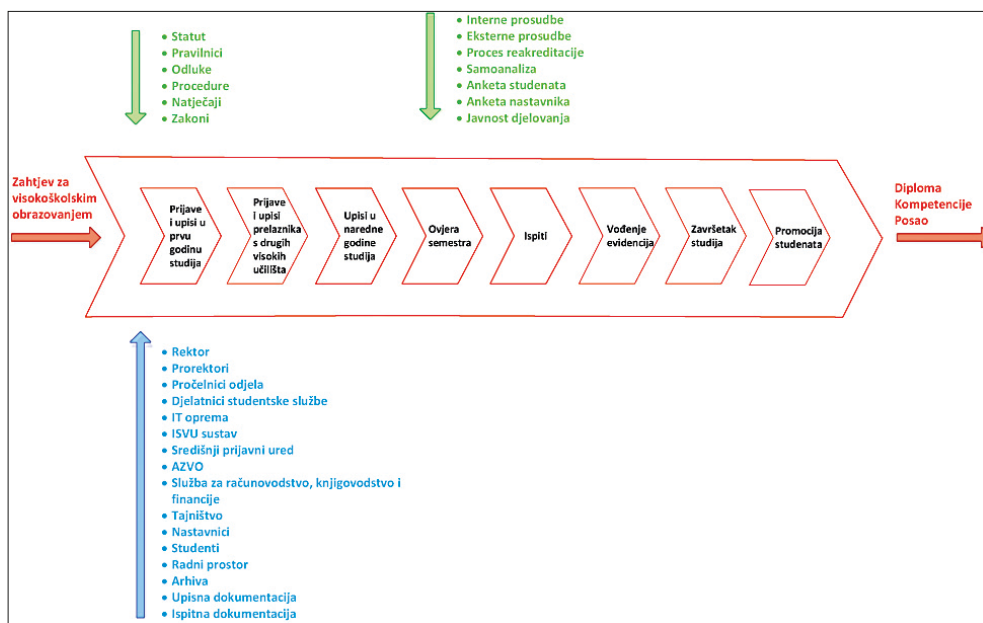 • Statut
• Pravilnici
• Odluke
• Procedure
• Natječaji
• Zakoni
• Interne prosudbe
• Eksterne prosudbe
• Proces reakreditacije
• Samoanaliza
• Anketa studenata
• Anketa nastavnika
• Javnost djelovanja
Zahtjev za
visokoškolskim
obrazovanjem
Prijave
i upisi u
prvu
godinu
studija
Prijave
i upisi
prelaznika
s drugih
visokih
učilišta
Upisi u
naredne
godine
studija
Ovjera
semestra
Ispiti
Vođenje
evidencija
Završetak
studija
Promocija
studenata
Diploma
Kompetencije
Posao
• Rektor
• Prorektori
• Pročelnici odjela
• Djelatnici studentske službe
• IT oprema
• ISVU sustav
• Središnji prijavni ured
• AZVO
• Služba za računovodstvo, knjigovodstvo i
financije
• Tajništvo
• Nastavnici
• Studenti
• Radni prostor
• Arhiva
• Upisna dokumentacija
• Ispitna dokumentacija